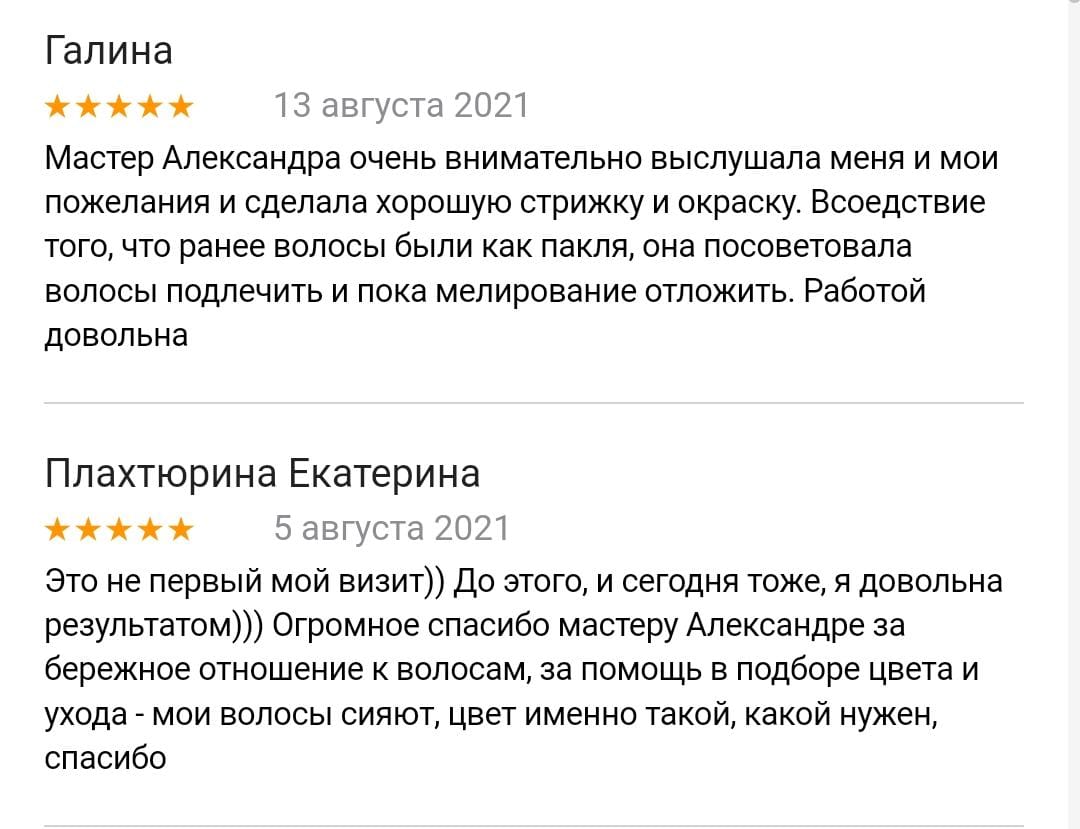 Галина
★★★★★ 13 августа 2021
Мастер Александра очень внимательно выслушала меня и мои
пожелания и сделала хорошую стрижку и окраску. Всоедствие
того, что ранее волосы были как пакля, она посоветовала
волосы подлечить и пока мелирование отложить. Работой
довольна
Плахтюрина Екатерина
★★★★★ 5 августа 2021
Это не первый мой визит)) До этого, и сегодня тоже, я довольна
результатом))) Огромное спасибо мастеру Александре за
бережное отношение к волосам, за помощь в подборе цвета и
ухода - мои волосы сияют, цвет именно такой, какой нужен,
спасибо